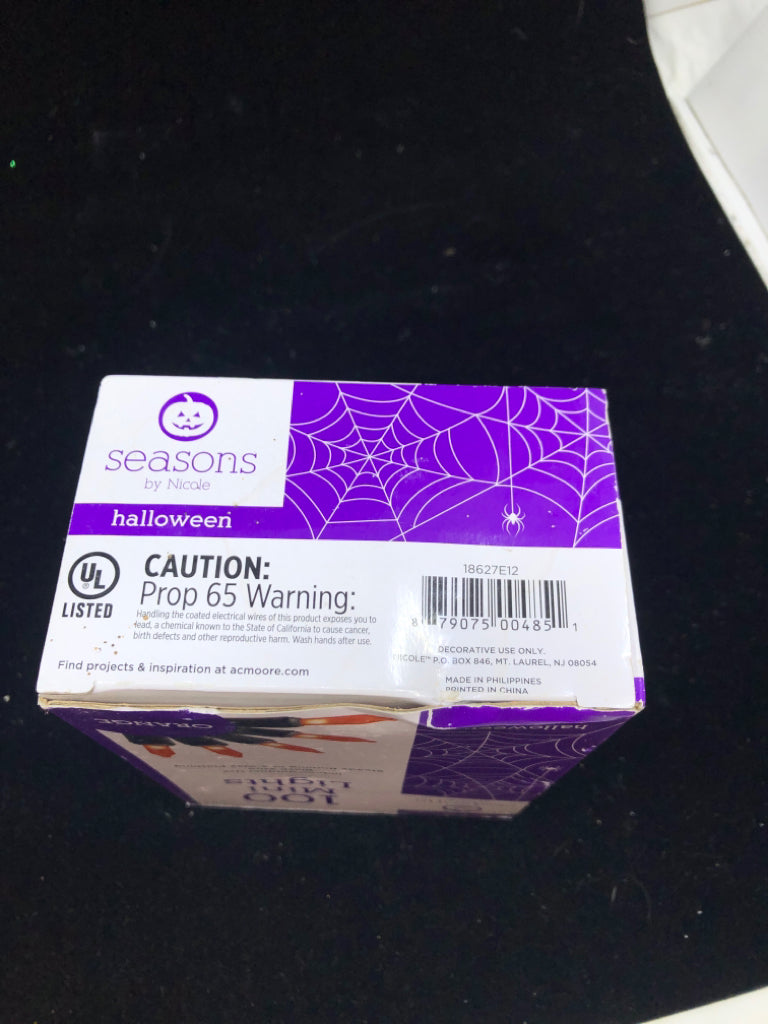 seasons
by Nicole
halloween
UL
®
LISTED
CAUTION:
Prop 65 Warning:
Handling the coated electrical wires of this product exposes you to
lead, a chemical known to the State of California to cause cancer,
birth defects and other reproductive harm. Wash hands after use.
Find projects & inspiration at acmoore.com
18627E12
8 79075 00485 1
DECORATIVE USE ONLY.
NICOLE™ P.O. BOX 846, MT. LAUREL, NJ 08054
MADE IN PHILIPPINES
PRINTED IN CHINA
ORANGE
halloween
100
Mini
Lights